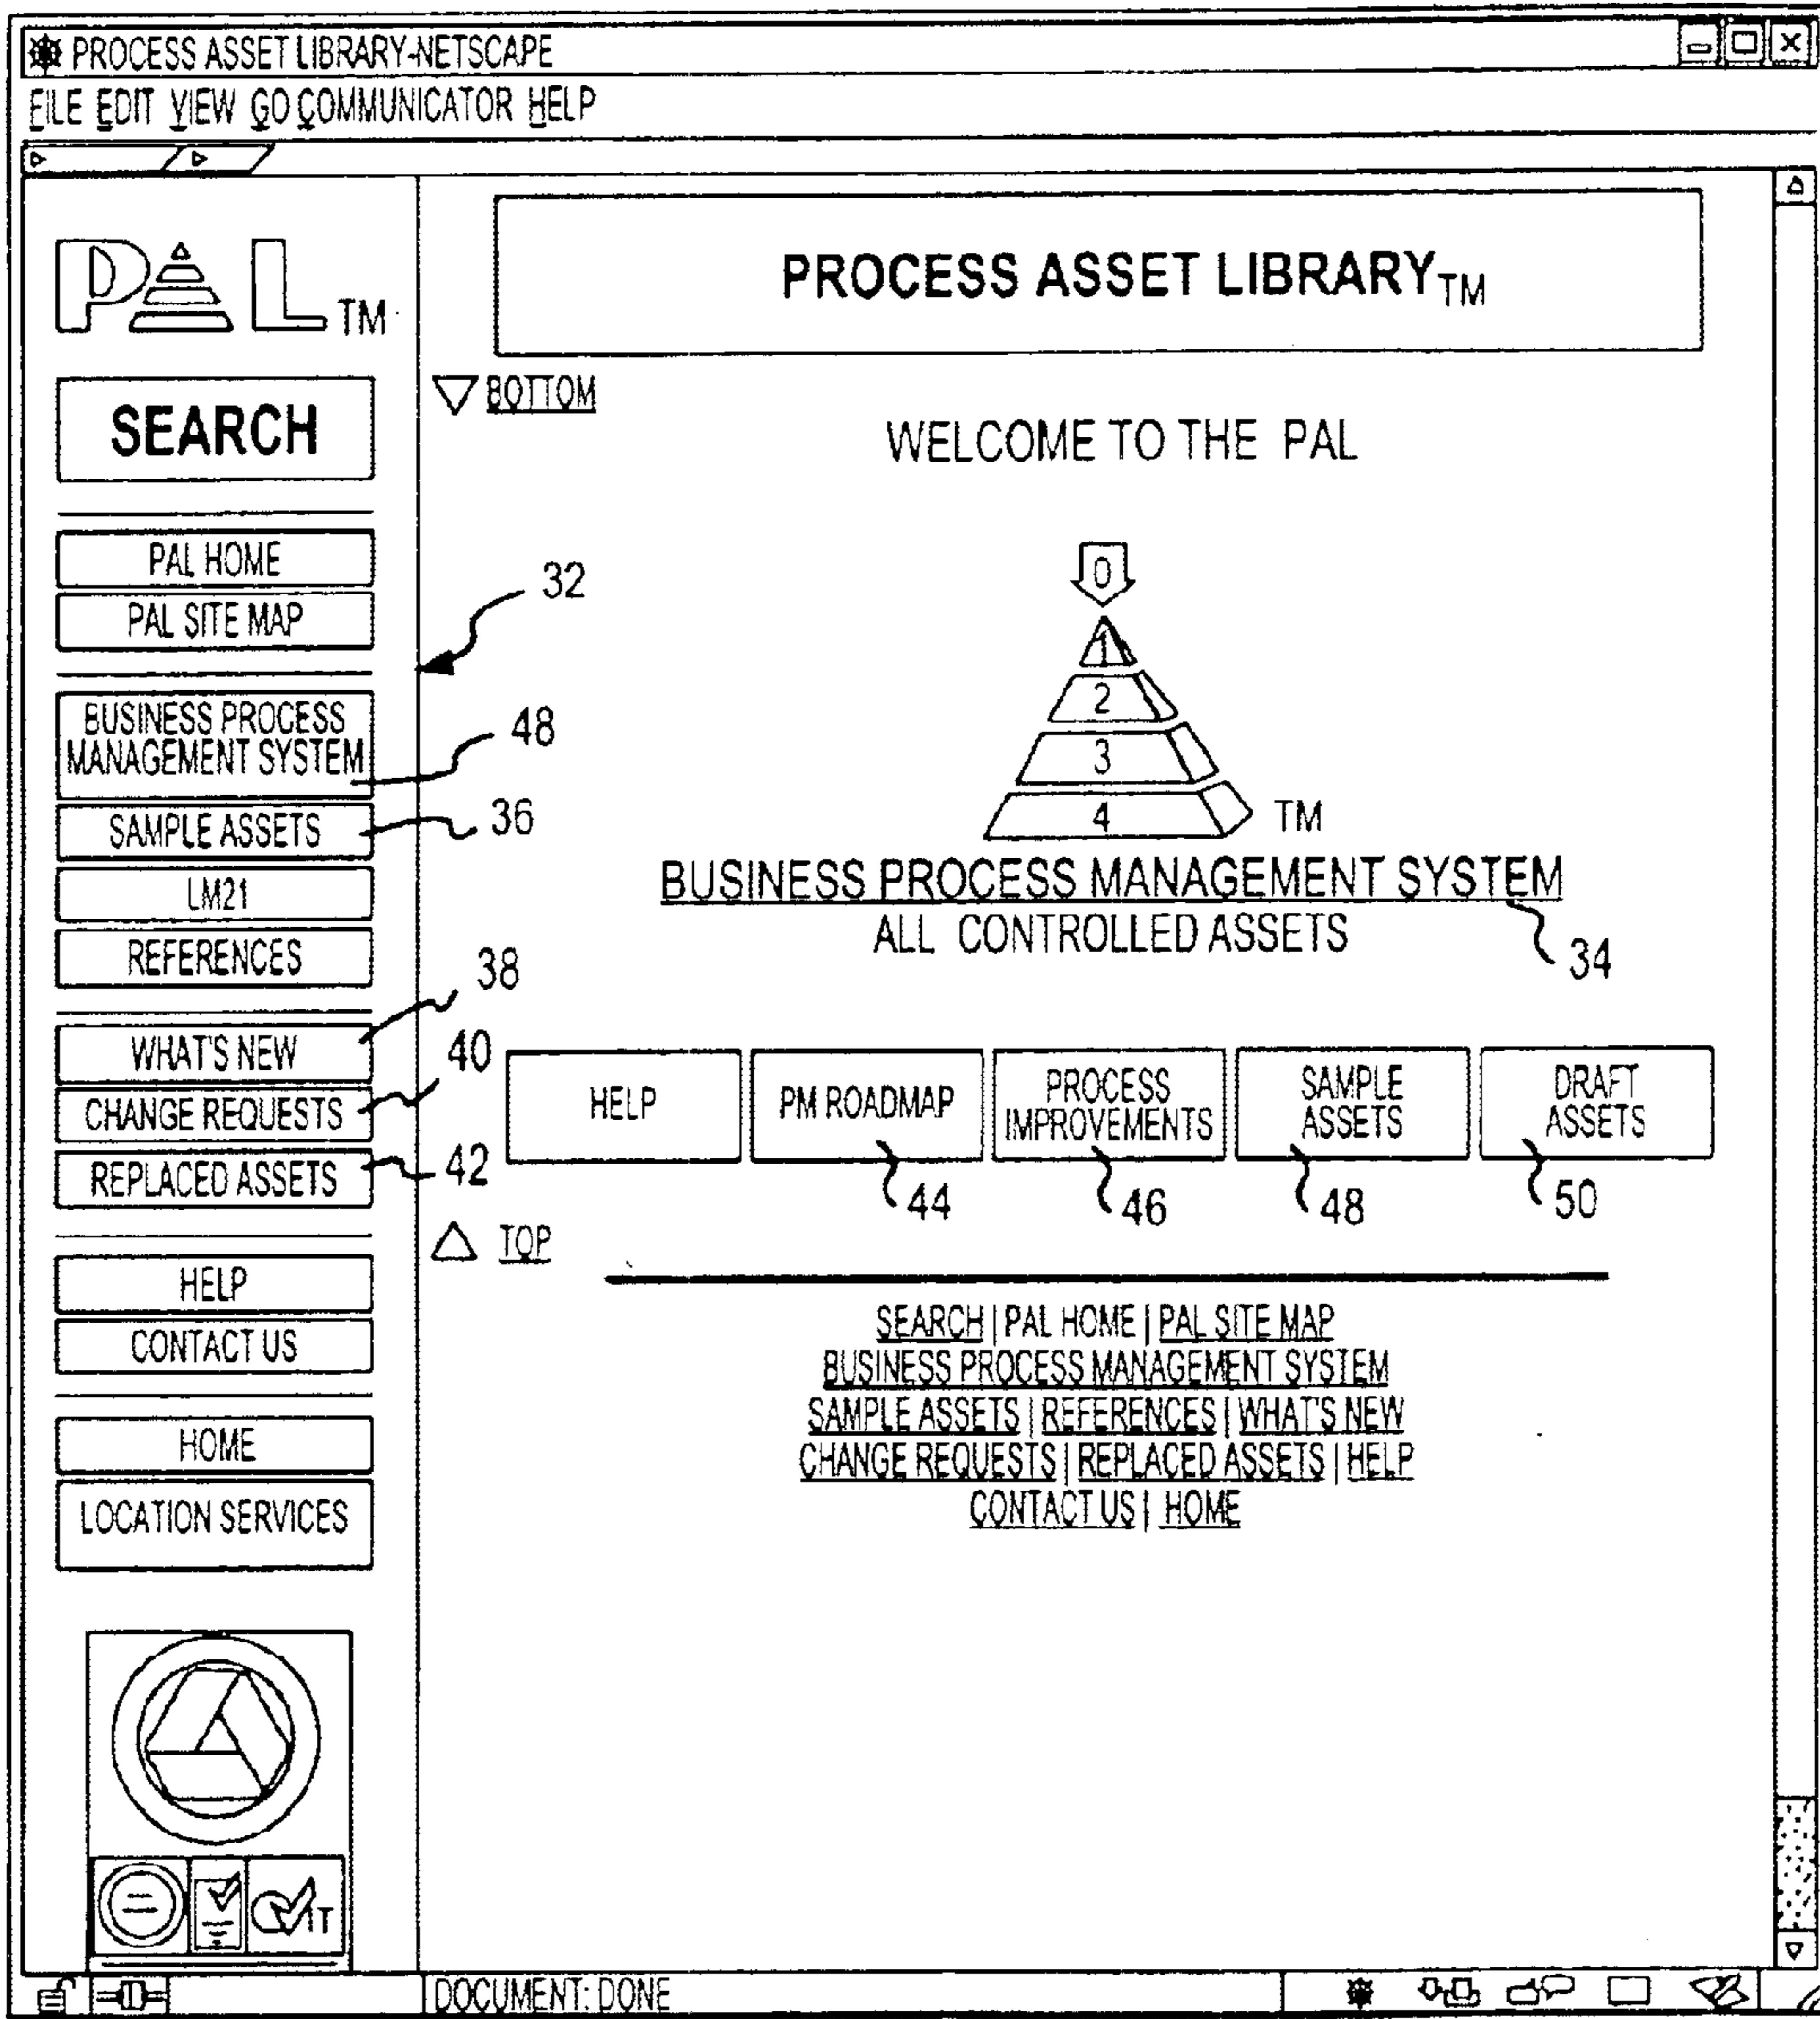 PROCESS ASSET LIBRARY-NETSCAPE
FILE EDIT VIEW GO COMMUNICATOR HELP
PAL TM
SEARCH
PAL HOME
PAL SITE MAP
32
BUSINESS PROCESS
MANAGEMENT SYSTEM
48
SAMPLE ASSETS
36
LM21
REFERENCES
38
WHAT'S NEW
40
CHANGE REQUESTS
REPLACED ASSETS
42
HELP
CONTACT US
HOME
LOCATION SERVICES
T
PROCESS ASSET LIBRARY TM
BOTTOM
WELCOME TO THE PAL
0
1
2
3
4 TM
BUSINESS PROCESS MANAGEMENT SYSTEM
ALL CONTROLLED ASSETS
34
HELP
PM ROADMAP
44
PROCESS
IMPROVEMENTS
46
SAMPLE
ASSETS
48
DRAFT
ASSETS
50
TOP
SEARCH | PAL HOME | PAL SITE MAP
BUSINESS PROCESS MANAGEMENT SYSTEM
SAMPLE ASSETS | REFERENCES | WHAT'S NEW
CHANGE REQUESTS | REPLACED ASSETS | HELP
CONTACT US | HOME
DOCUMENT: DONE